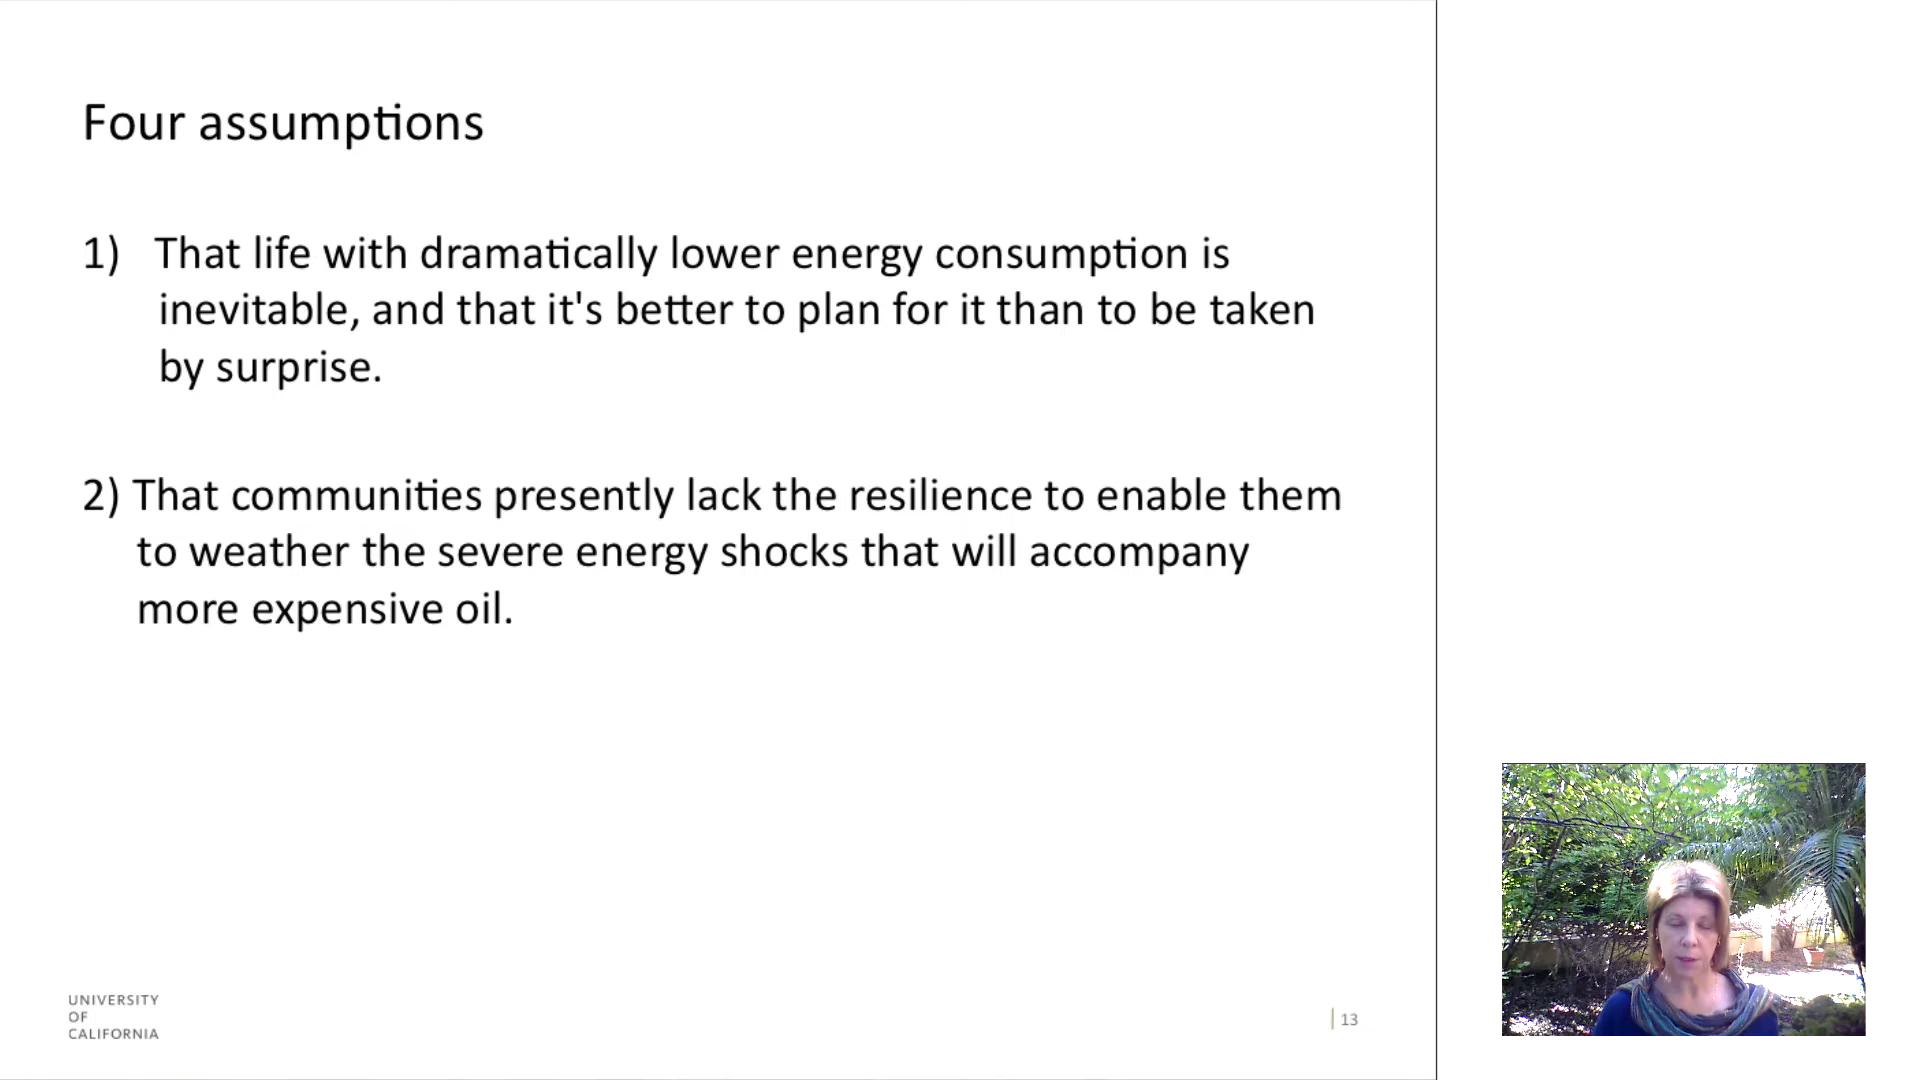 Four assumptions
1) That life with dramatically lower energy consumption is
inevitable, and that it's better to plan for it than to be taken
by surprise.
2) That communities presently lack the resilience to enable them
to weather the severe energy shocks that will accompany
more expensive oil.
UNIVERSITY
OF
CALIFORNIA
13